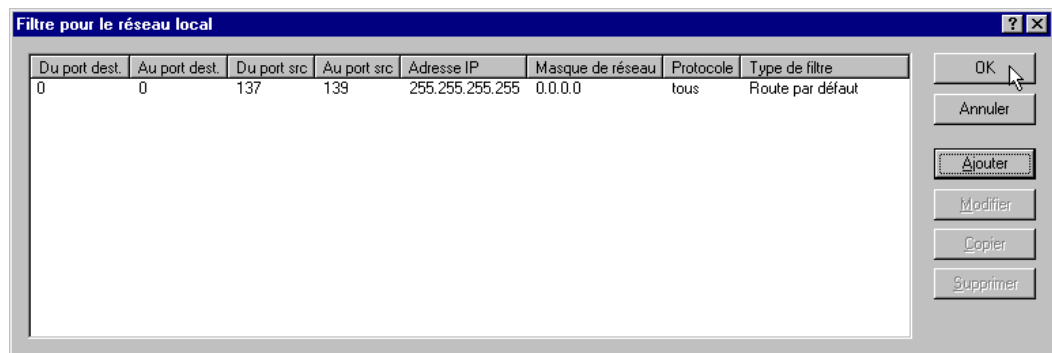 Filtre pour le réseau local
Du port dest. Au port dest. Du port src Au port src Adresse IP Masque de réseau Protocole Type de filtre
0 0 137 139 255.255.255.255 0.0.0.0 tous Route par défaut
OK
Annuler
Ajouter
Modifier
Copier
Supprimer